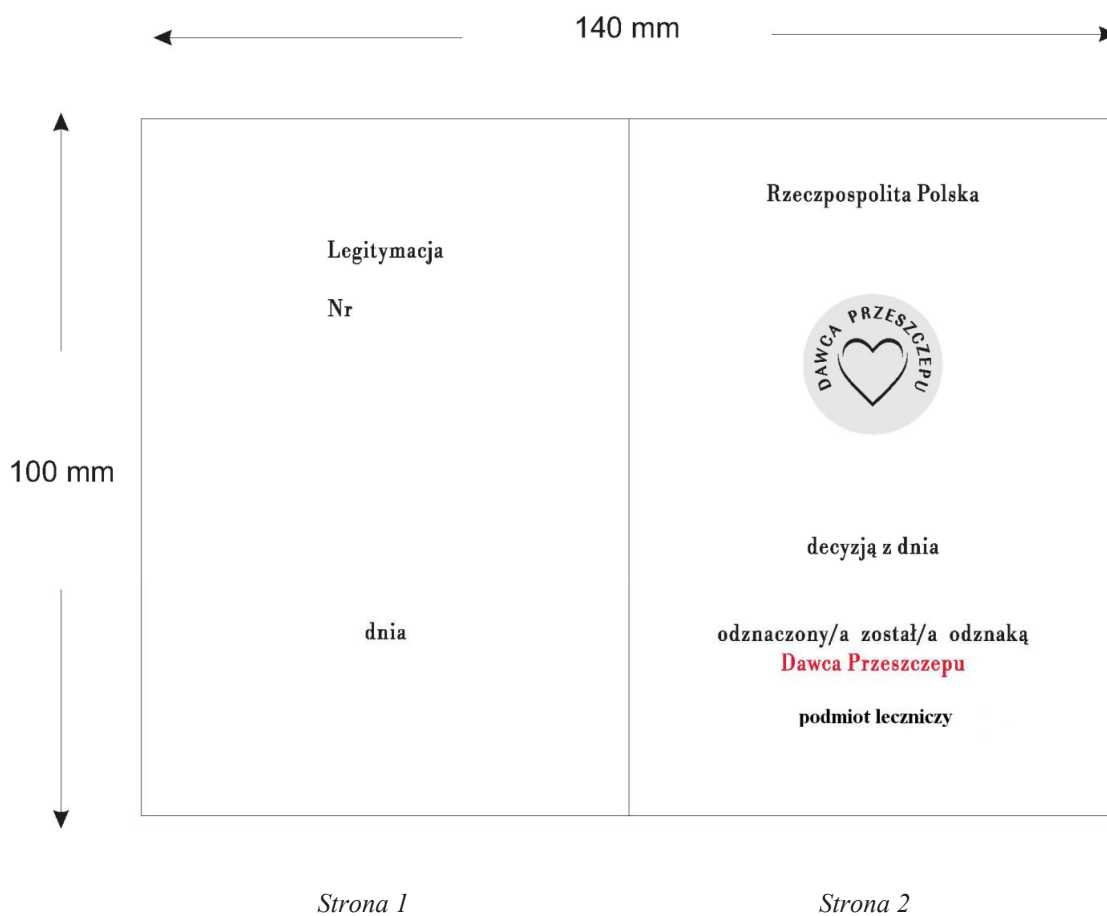 140 mm
100 mm
Legitymacja
Nr
dnia
Rzeczpospolita Polska
DAWCA PRZESZCZEPU
decyzją z dnia
odznaczony/a został/a odznaką
Dawca Przeszczepu
podmiot leczniczy
Strona 1
Strona 2